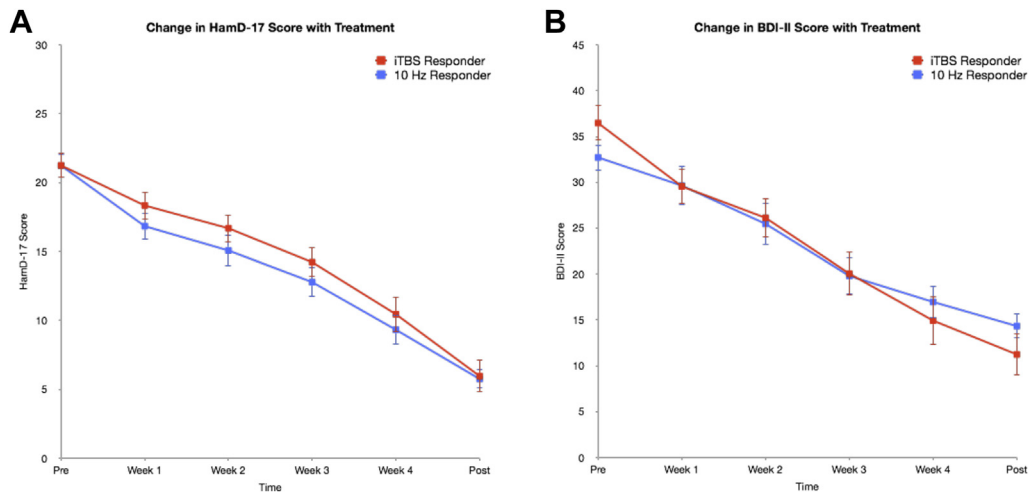 A
Change in HamD-17 Score with Treatment
30
25
20
15
10
5
0
HamD-17 Score
iTBS Responder
10 Hz Responder
Pre
Week 1
Week 2
Week 3
Week 4
Post
Time
B
Change in BDI-II Score with Treatment
45
40
35
30
25
20
15
10
5
0
BDI-II Score
iTBS Responder
10 Hz Responder
Pre
Week 1
Week 2
Week 3
Week 4
Post
Time